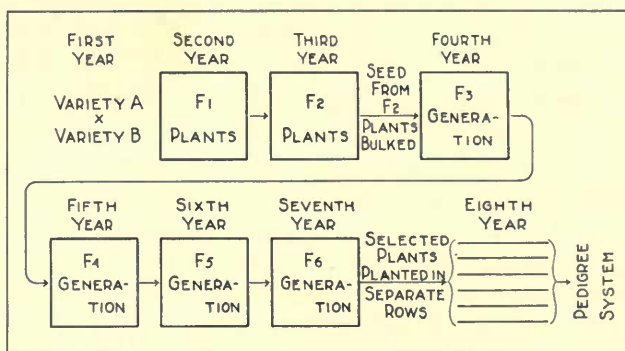 FIRST YEAR
SECOND YEAR
THIRD YEAR
FOURTH YEAR
VARIETY A
×
VARIETY B
F1
PLANTS
F2
PLANTS
SEED
FROM
F2
PLANTS
BULKED
F3
GENERA-
TION
FIFTH YEAR
SIXTH YEAR
SEVENTH YEAR
EIGHTH YEAR
F4
GENERA-
TION
F5
GENERA-
TION
F6
GENERA-
TION
SELECTED
PLANTS
PLANTED IN
SEPARATE
ROWS
PEDIGREE
SYSTEM